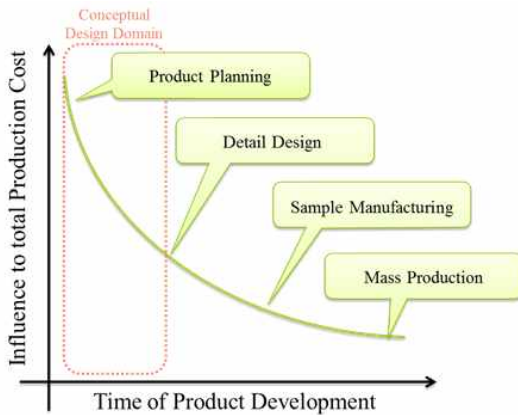 Conceptual
Design Domain
Product Planning
Detail Design
Sample Manufacturing
Mass Production
Influence to total Production Cost
Time of Product Development